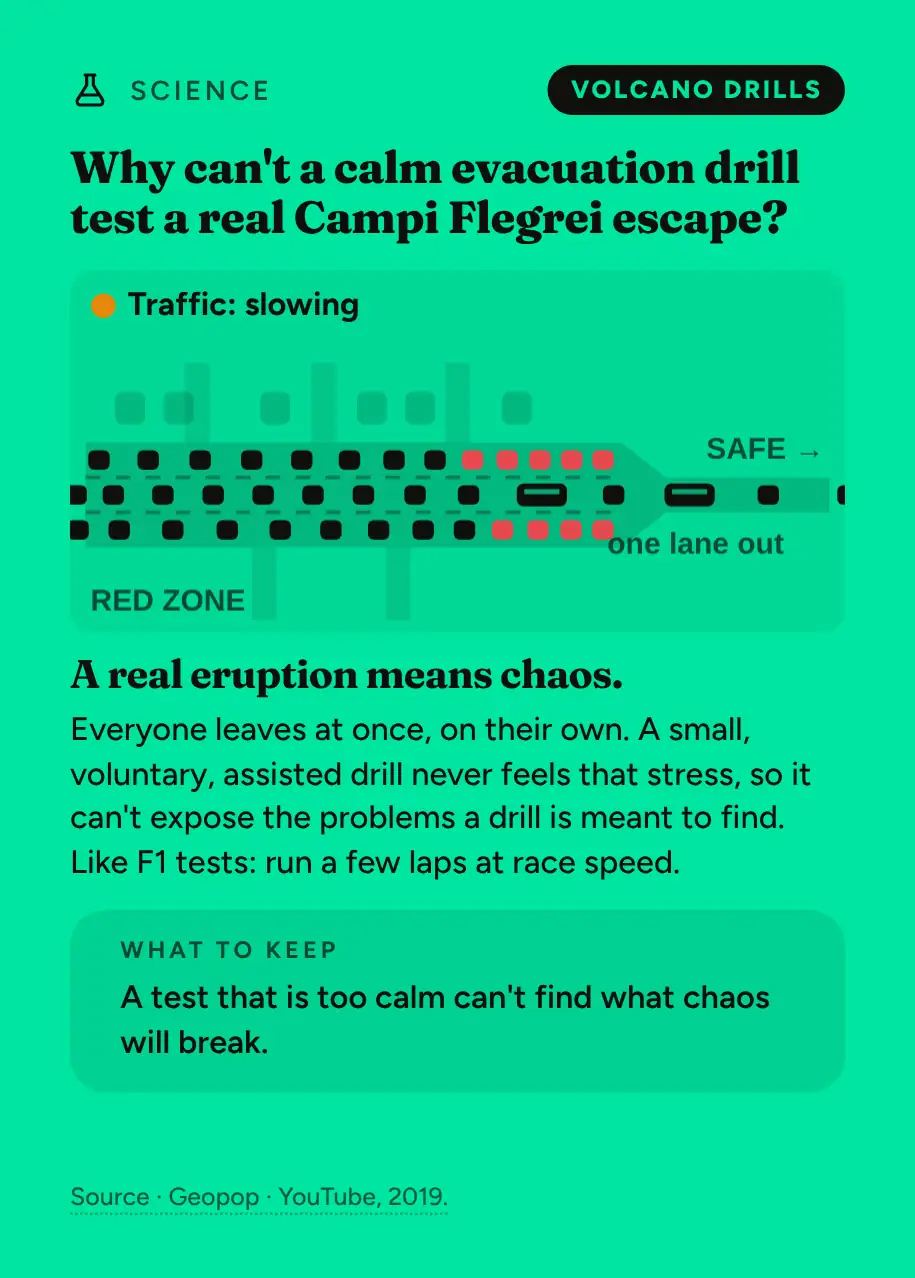 SCIENCE
VOLCANO DRILLS
Why can't a calm evacuation drill
test a real Campi Flegrei escape?
Traffic: slowing
SAFE →
one lane out
RED ZONE
A real eruption means chaos.
Everyone leaves at once, on their own. A small,
voluntary, assisted drill never feels that stress, so it
can't expose the problems a drill is meant to find.
Like F1 tests: run a few laps at race speed.
WHAT TO KEEP
A test that is too calm can't find what chaos
will break.
Source · Geopop · YouTube, 2019.